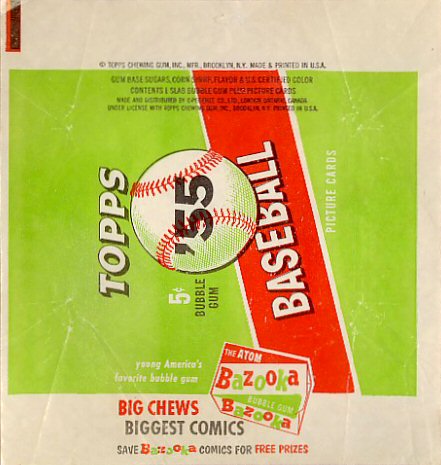 © TOPPS CHEWING GUM, INC., MFR., BROOKLYN, N.Y. MADE & PRINTED IN U.S.A.
GUM BASE SUGARS, CORN SYRUP, FLAVOR & U.S. CERTIFIED COLOR
CONTENTS 1 SLAB BUBBLE GUM PLUS PICTURE CARDS
MADE AND DISTRIBUTED BY O-PEE-CHEE CO., LTD., LONDON ONTARIO, CANADA
UNDER LICENSE WITH TOPPS CHEWING GUM, INC., BROOKLYN, N.Y. PRINTED IN U.S.A.
TOPPS
'55
BASEBALL
PICTURE CARDS
5¢
BUBBLE
GUM
young America's
favorite bubble gum
THE ATOM
Bazooka
BUBBLE GUM
Bazooka
BIG CHEWS
BIGGEST COMICS
SAVE Bazooka COMICS FOR FREE PRIZES